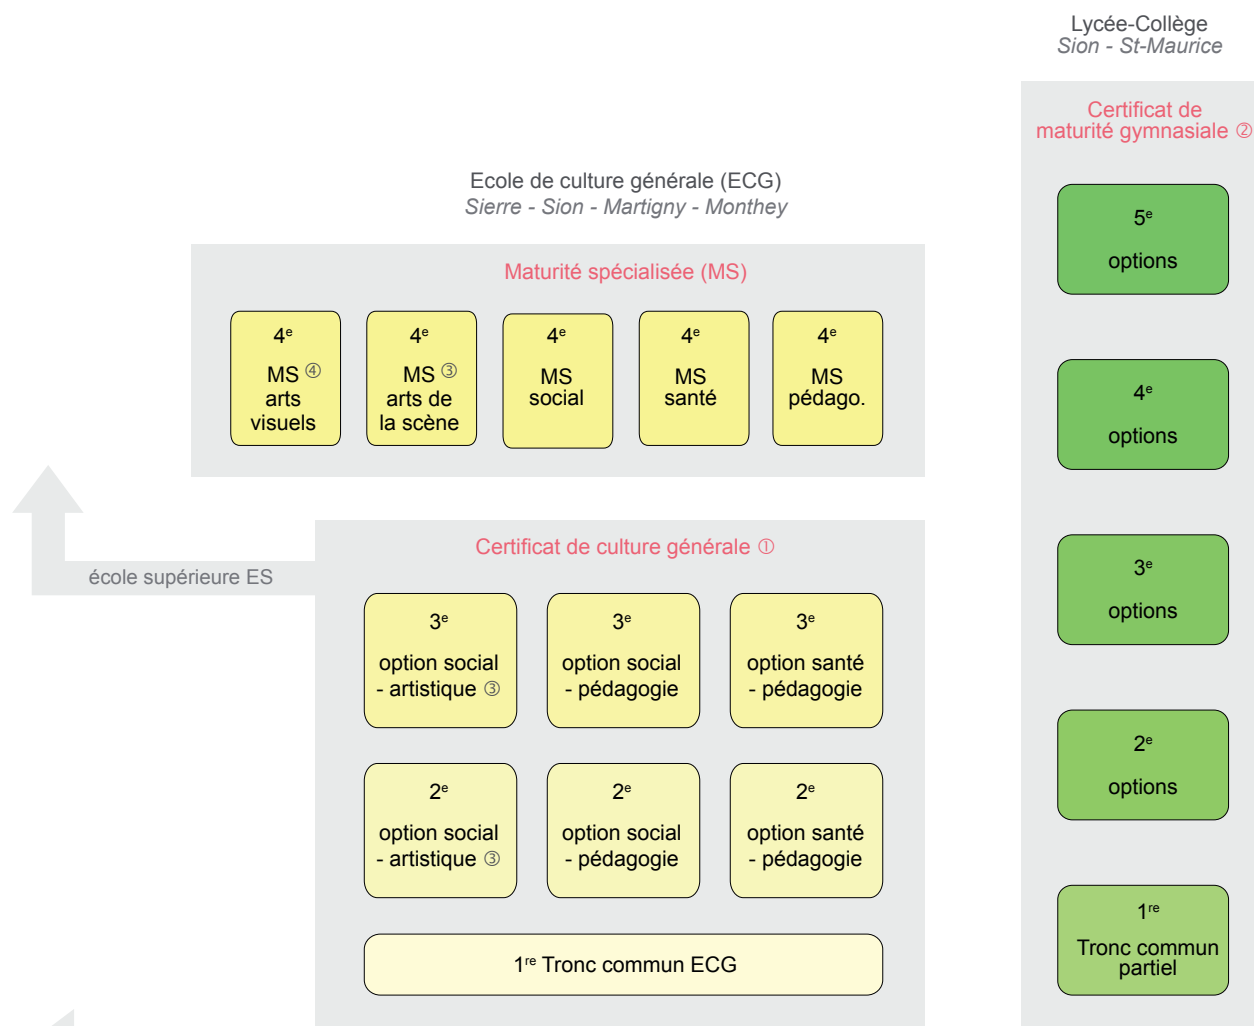 Lycée-Collège
Sion - St-Maurice
Certificat de
maturité gymnasiale ②
5e
options
4e
options
3e
options
2e
options
1re
Tronc commun
partiel
Ecole de culture générale (ECG)
Sierre - Sion - Martigny - Monthey
Maturité spécialisée (MS)
4e
MS ④
arts
visuels
4e
MS ③
arts de
la scène
4e
MS
social
4e
MS
santé
4e
MS
pédago.
école supérieure ES
Certificat de culture générale ①
3e
option social
- artistique ③
3e
option social
- pédagogie
3e
option santé
- pédagogie
2e
option social
- artistique ③
2e
option social
- pédagogie
2e
option santé
- pédagogie
1re Tronc commun ECG